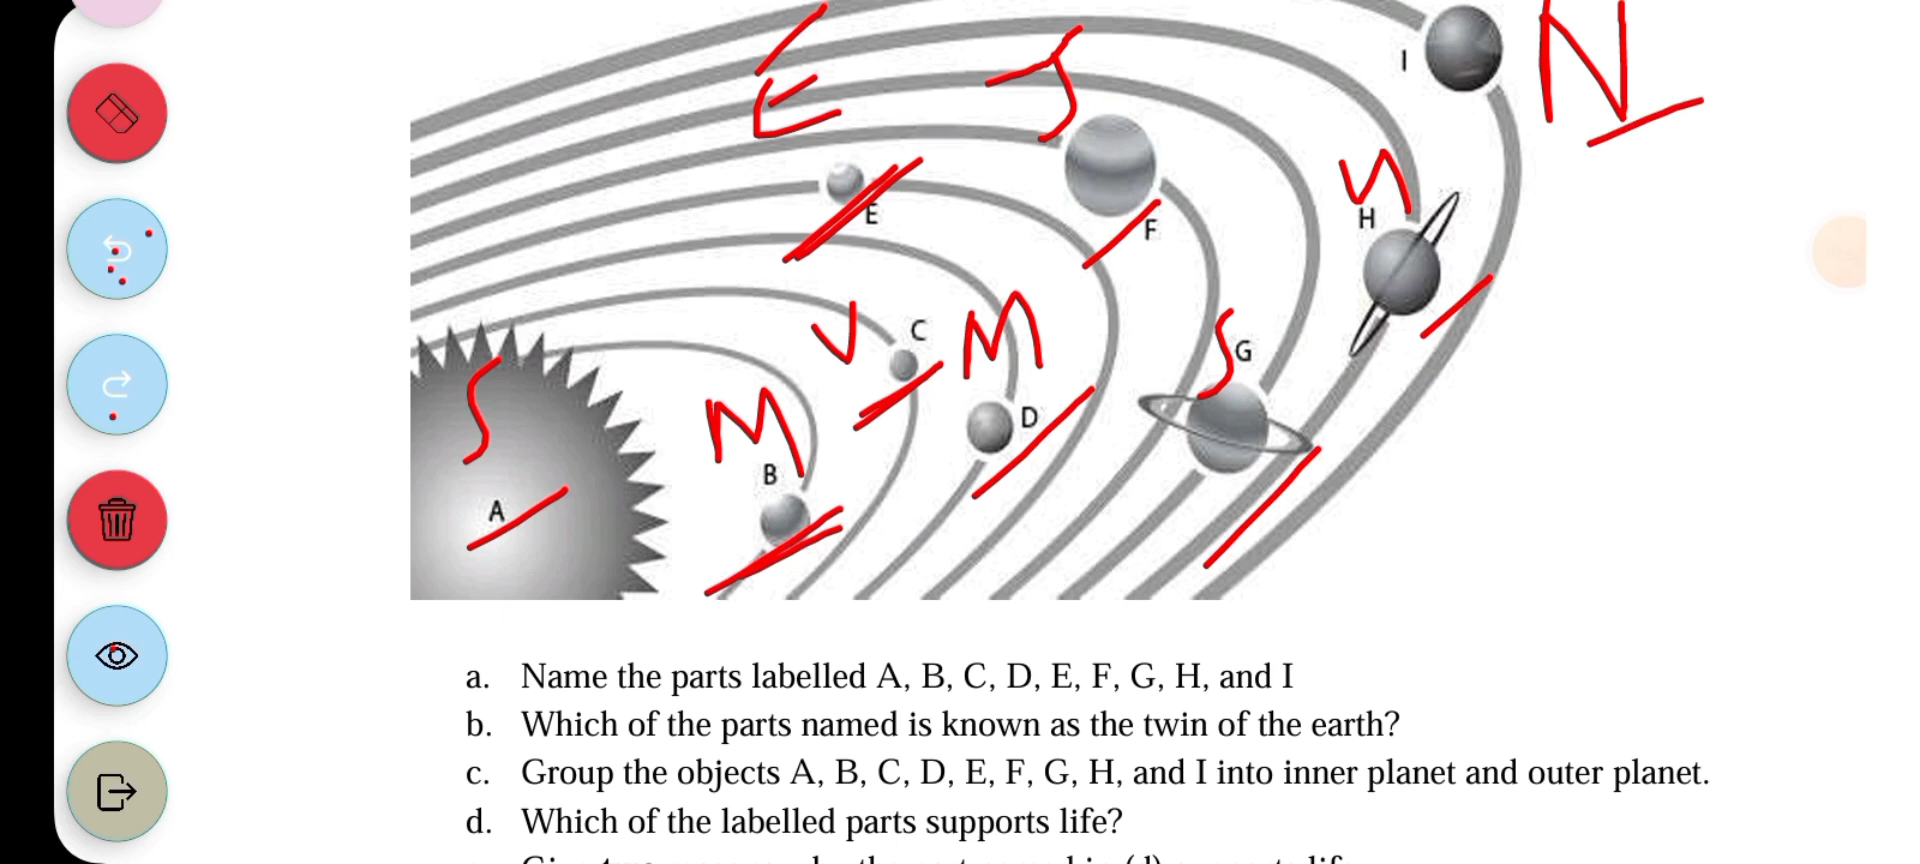 I
N
E
J
E
F
H
V
C
M
S
G
S
M
D
B
A
a. Name the parts labelled A, B, C, D, E, F, G, H, and I
b. Which of the parts named is known as the twin of the earth?
c. Group the objects A, B, C, D, E, F, G, H, and I into inner planet and outer planet.
d. Which of the labelled parts supports life?